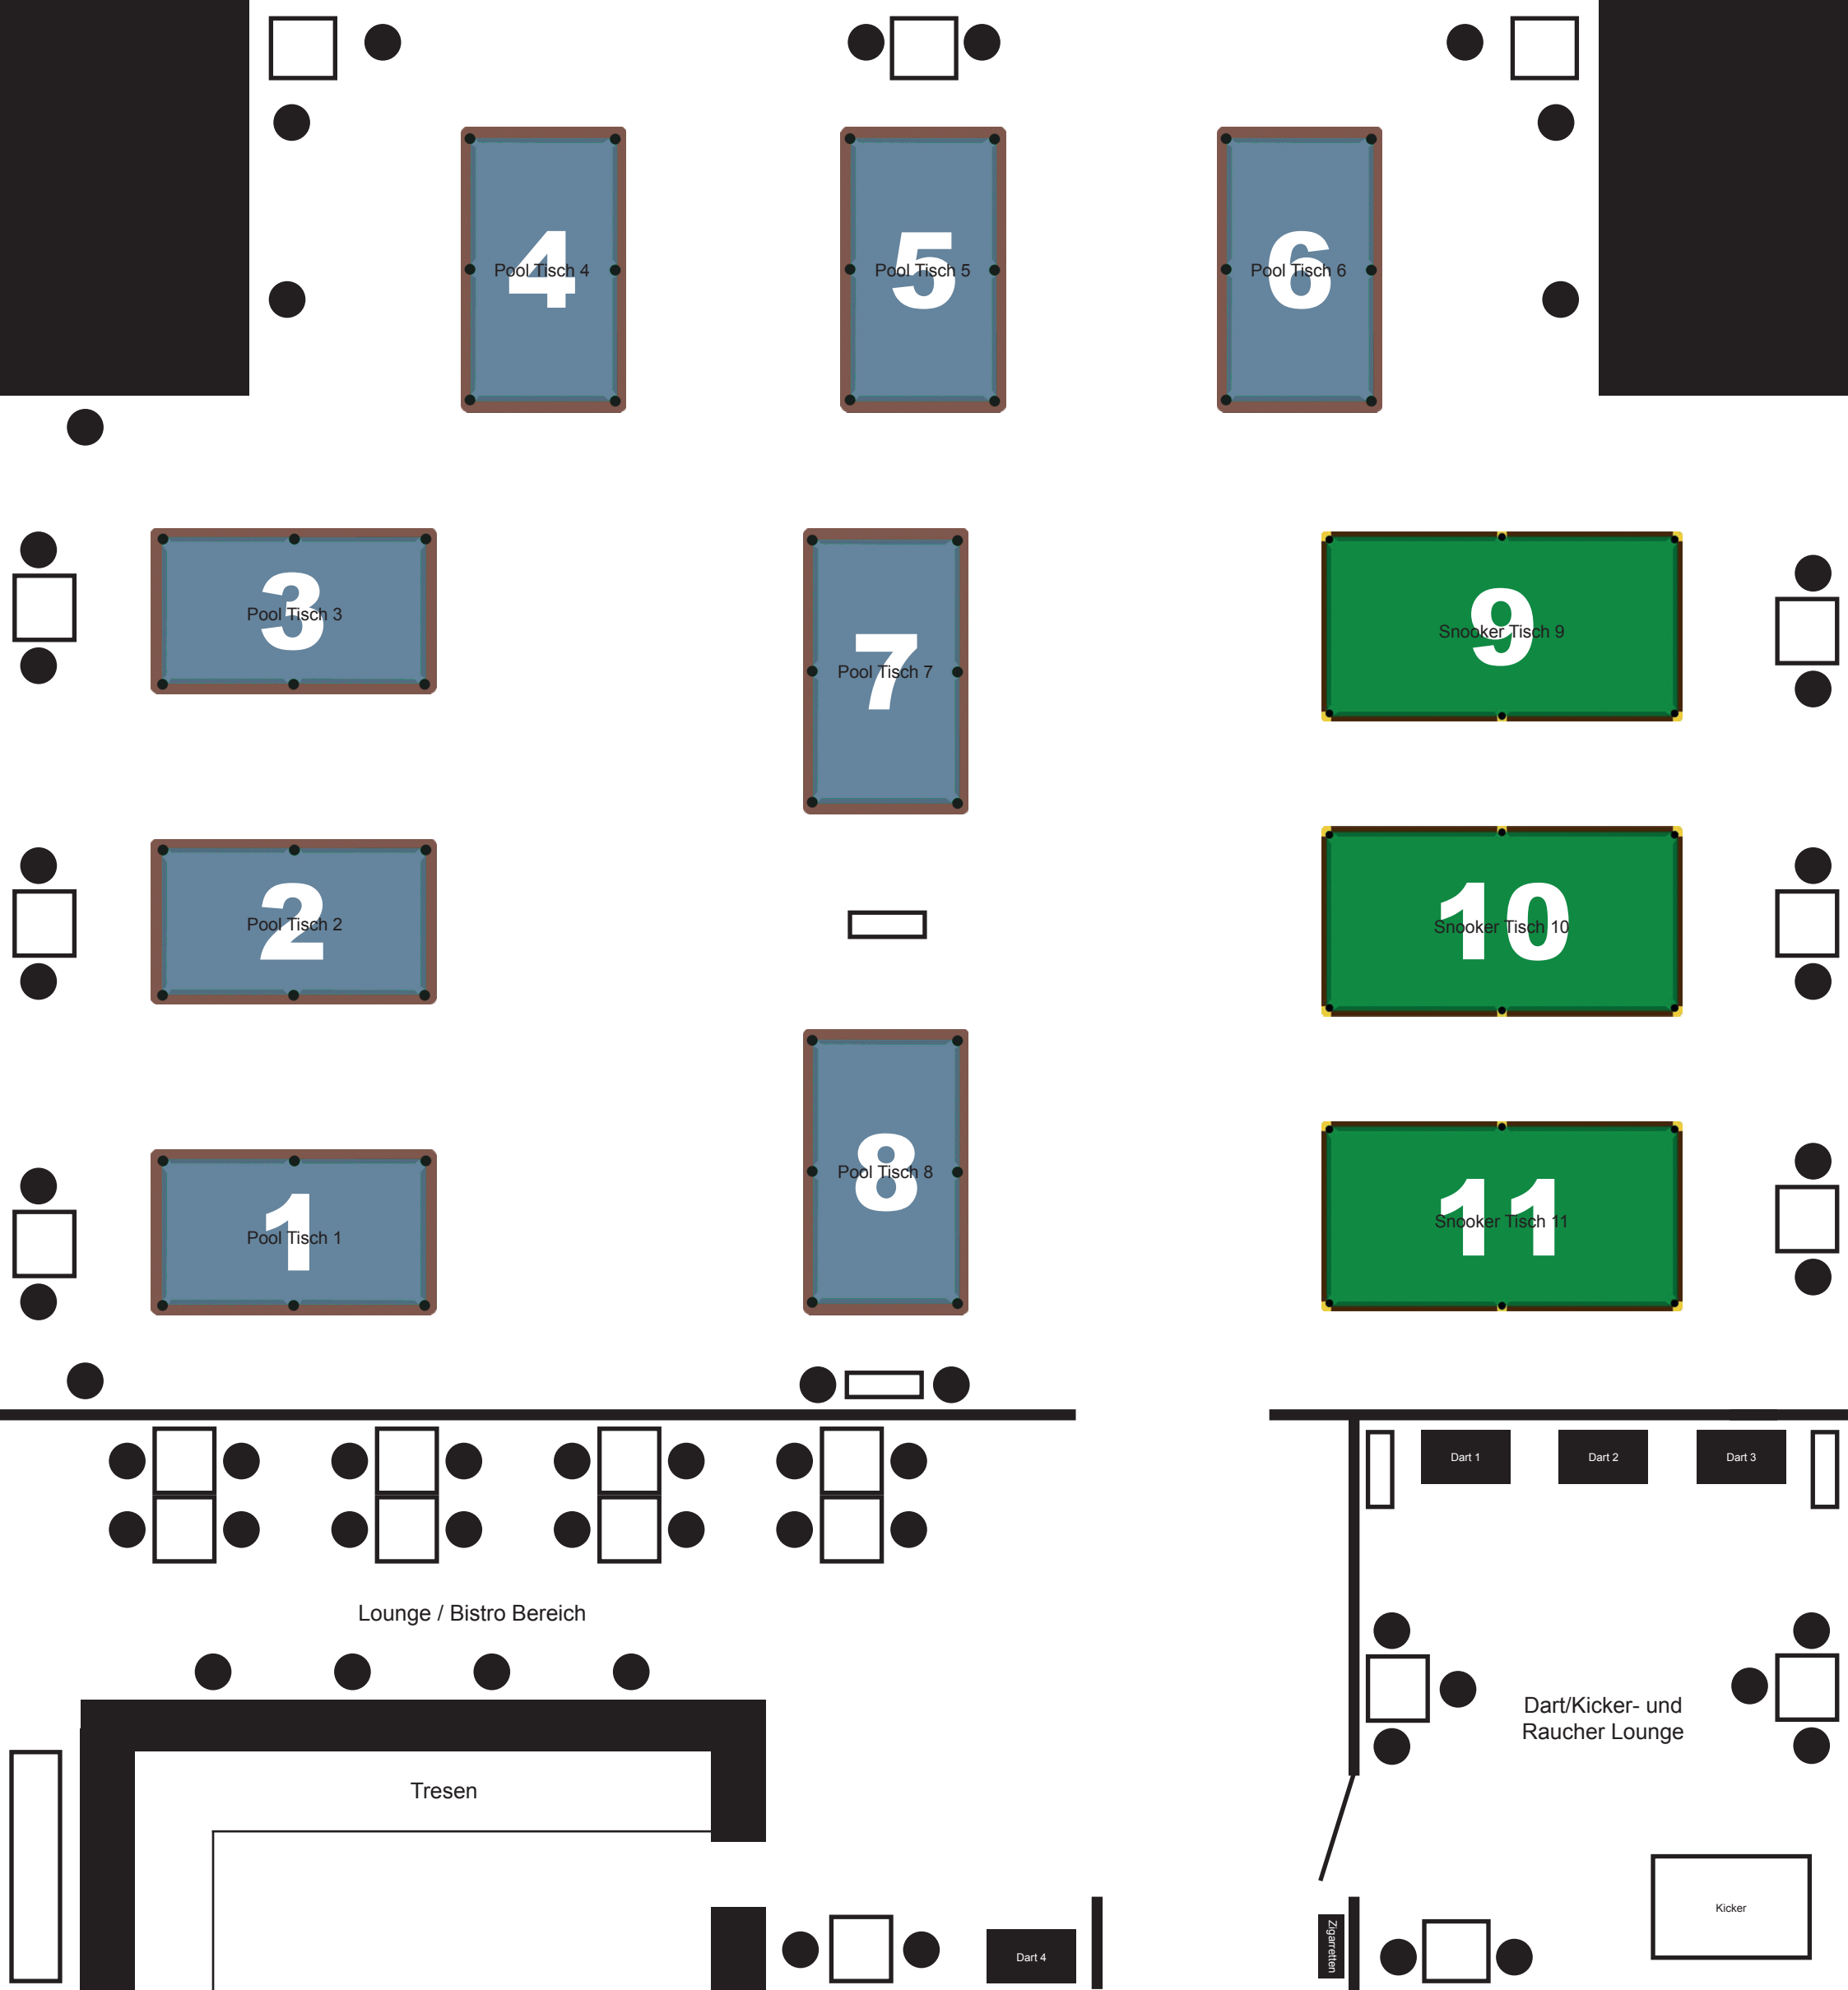 4
Pool Tisch 4
5
Pool Tisch 5
6
Pool Tisch 6
3
Pool Tisch 3
7
Pool Tisch 7
9
Snooker Tisch 9
2
Pool Tisch 2
10
Snooker Tisch 10
1
Pool Tisch 1
8
Pool Tisch 8
11
Snooker Tisch 11
Dart 1
Dart 2
Dart 3
Lounge / Bistro Bereich
Dart/Kicker- und
Raucher Lounge
Tresen
Kicker
Zigarretten
Dart 4